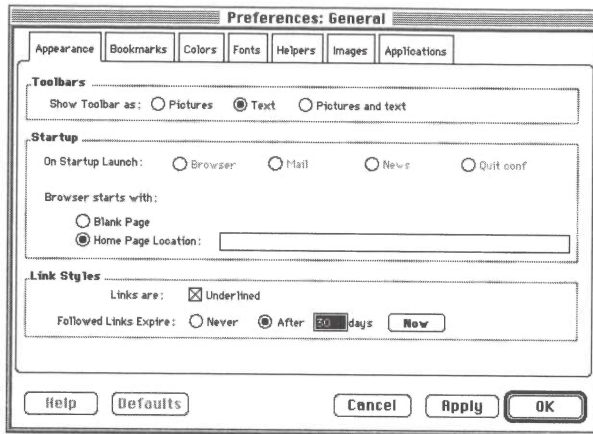 Preferences: General
Appearance Bookmarks Colors Fonts Helpers Images Applications
Toolbars
Show Toolbar as: Pictures Text Pictures and text
Startup
On Startup Launch: Browser Mail News Quit conf
Browser starts with:
Blank Page
Home Page Location:
Link Styles
Links are: Underlined
Followed Links Expire: Never After 30 days Now
Help Defaults Cancel Apply OK